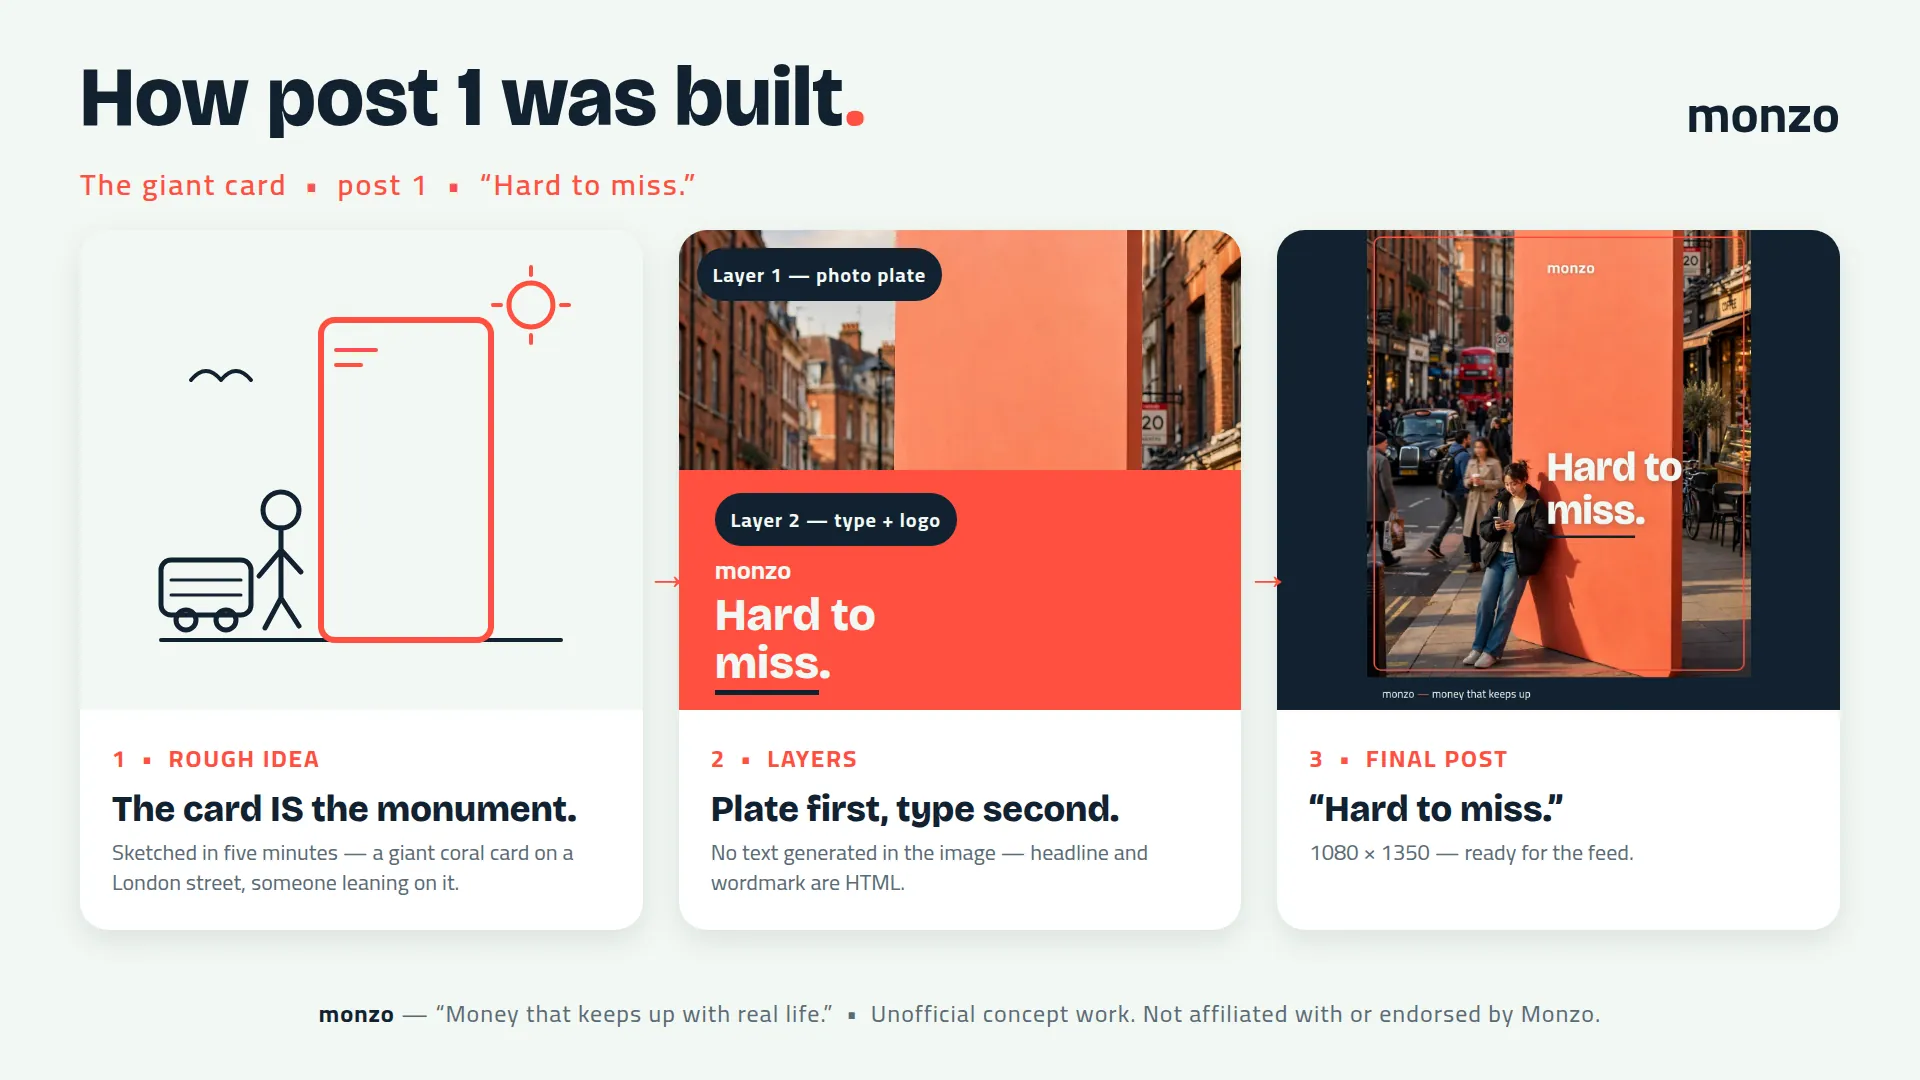 How post 1 was built.
monzo
The giant card ▪ post 1 ▪ “Hard to miss.”
Layer 1 — photo plate
20
Layer 2 — type + logo
monzo
Hard to
miss.
monzo
20
20
Hard to
miss.
monzo — money that keeps up
→
→
1 ▪ ROUGH IDEA
The card IS the monument.
Sketched in five minutes — a giant coral card on a
London street, someone leaning on it.
2 ▪ LAYERS
Plate first, type second.
No text generated in the image — headline and
wordmark are HTML.
3 ▪ FINAL POST
“Hard to miss.”
1080 × 1350 — ready for the feed.
monzo — “Money that keeps up with real life.” ▪ Unofficial concept work. Not affiliated with or endorsed by Monzo.